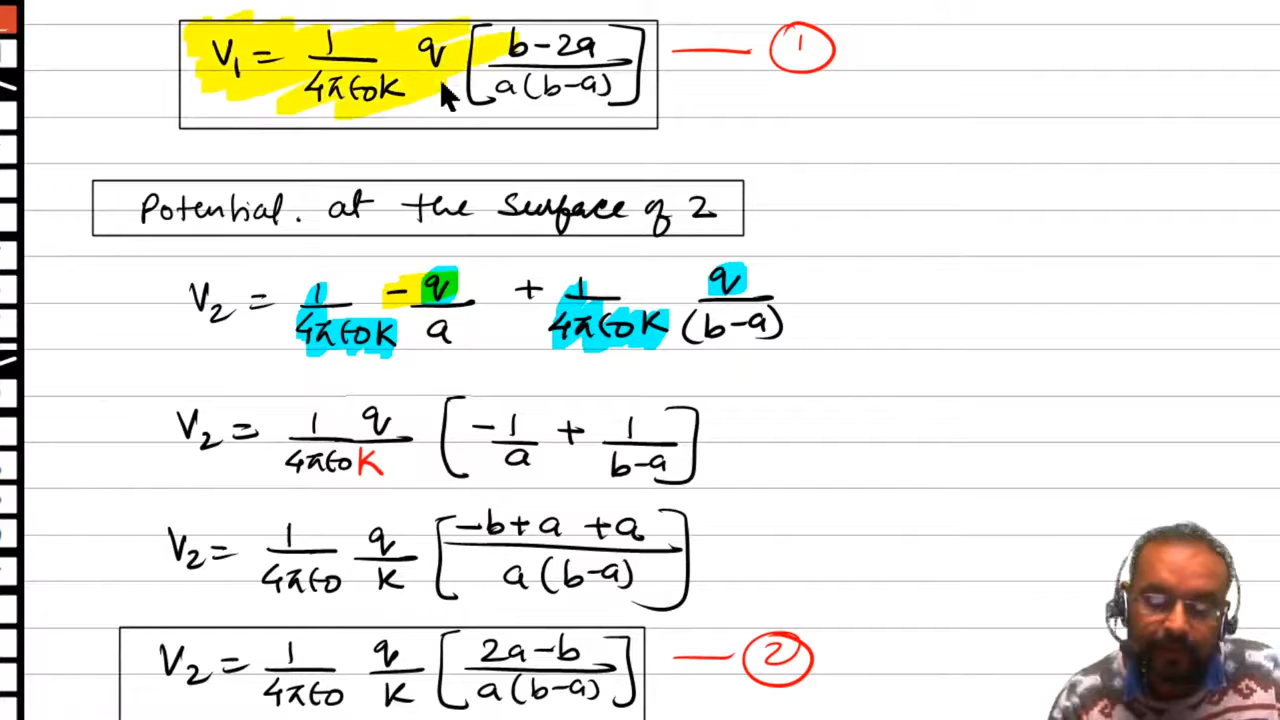 V₁ = 1/4πε₀K q [b-2a / a(b-a)] —— ①
Potential. at the surface of 2
V₂ = 1/4πε₀K -q/a + 1/4πε₀K q/(b-a)
V₂ = 1 q/4πε₀K [-1/a + 1/b-a]
V₂ = 1/4πε₀ q/K [-b+a+a / a(b-a)]
V₂ = 1/4πε₀ q/K [2a-b / a(b-a)] —— ②